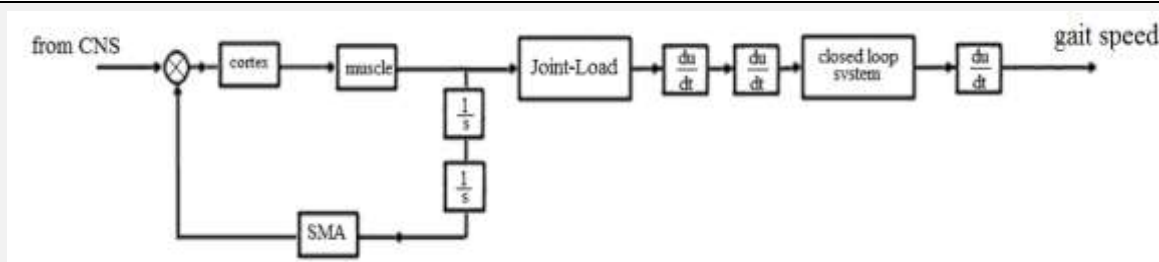 from CNS
cortex
muscle
Joint-Load
du
dt
du
dt
closed loop
system
du
dt
gait speed
1
s
1
s
SMA